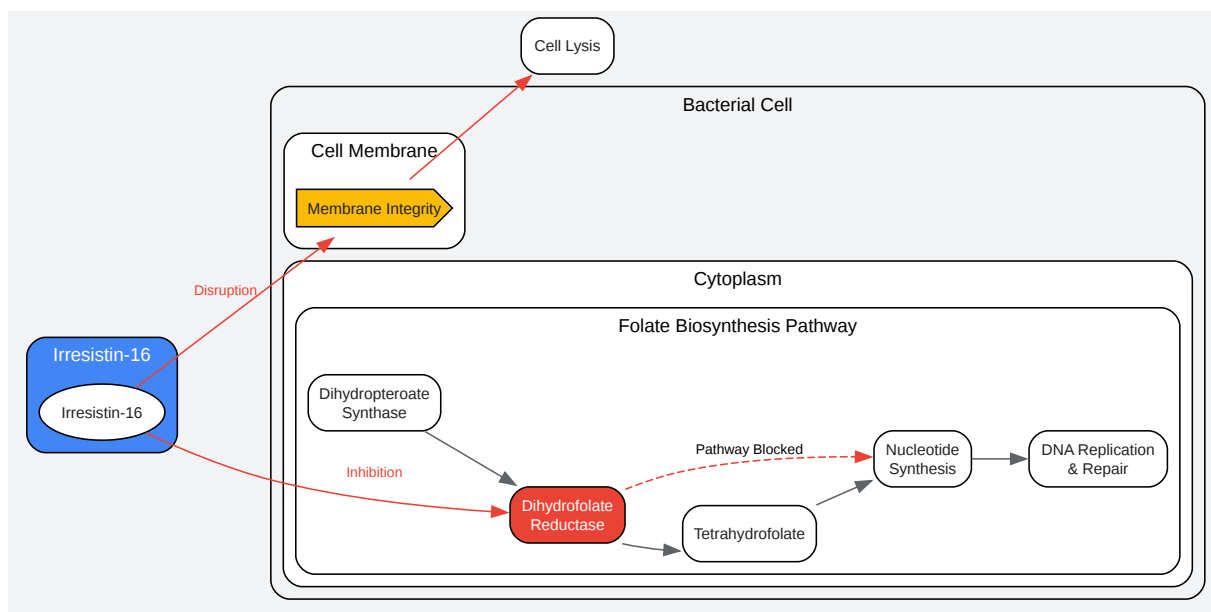 Cell Lysis
Bacterial Cell
Cell Membrane
Membrane Integrity
Disruption
Cytoplasm
Folate Biosynthesis Pathway
Irresistin-16
Irresistin-16
Dihydropteroate
Synthase
Inhibition
Dihydrofolate
Reductase
Pathway Blocked
Tetrahydrofolate
Nucleotide
Synthesis
DNA Replication
& Repair